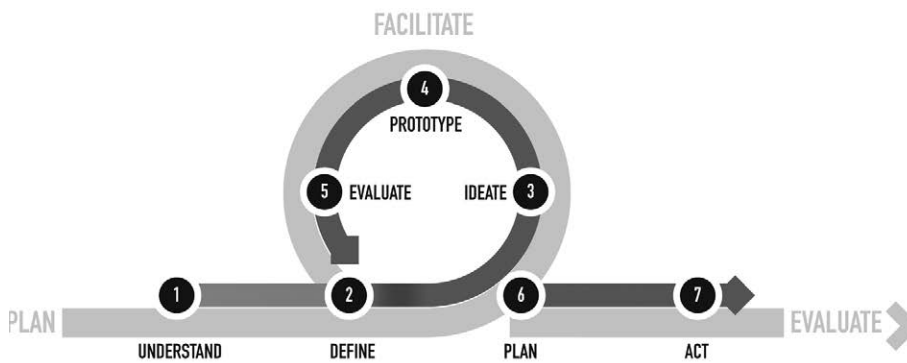 FACILITATE
4
PROTOTYPE
5 EVALUATE IDEATE 3
1 2 6 7
PLAN EVALUATE
UNDERSTAND DEFINE PLAN ACT